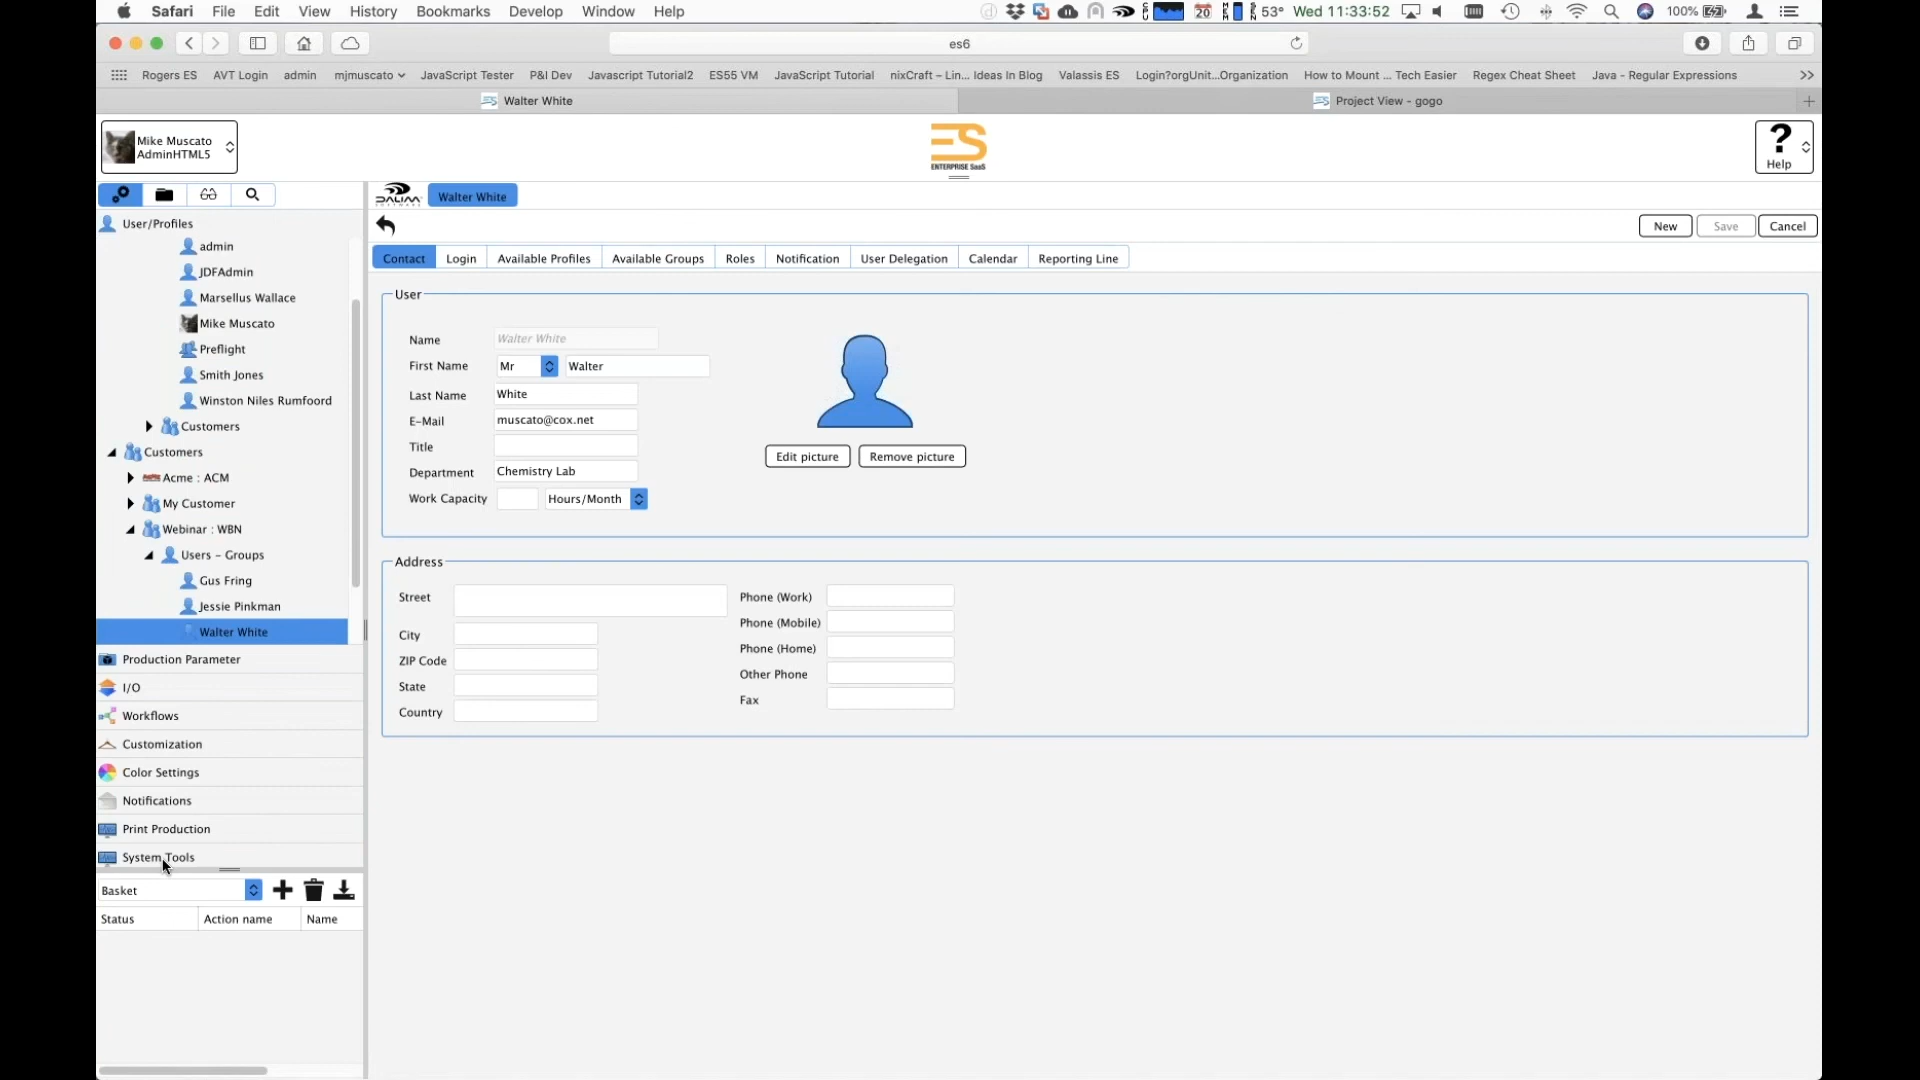 Safari File Edit View History Bookmarks Develop Window Help
20 53° Wed 11:33:52 100%
es6
Rogers ES AVT Login admin mjmuscato JavaScript Tester P&I Dev Javascript Tutorial2 ES55 VM JavaScript Tutorial nixCraft – Lin... Ideas In Blog Valassis ES Login?orgUnit...Organization How to Mount ... Tech Easier Regex Cheat Sheet Java - Regular Expressions
Walter White
Project View - gogo
Mike Muscato
AdminHTML5
ES
ENTERPRISE SaaS
?
Help
DALIM
SOFTWARE
Walter White
User/Profiles
New Save Cancel
admin
JDFAdmin
Marsellus Wallace
Mike Muscato
Preflight
Smith Jones
Winston Niles Rumfoord
Customers
Customers
Acme : ACM
My Customer
Webinar : WBN
Users – Groups
Gus Fring
Jessie Pinkman
Walter White
Production Parameter
I/O
Workflows
Customization
Color Settings
Notifications
Print Production
System Tools
Basket
Status Action name Name
Contact Login Available Profiles Available Groups Roles Notification User Delegation Calendar Reporting Line
User
Name Walter White
First Name Mr Walter
Last Name White
E-Mail muscato@cox.net
Title
Department Chemistry Lab
Work Capacity Hours/Month
Edit picture Remove picture
Address
Street
City
ZIP Code
State
Country
Phone (Work)
Phone (Mobile)
Phone (Home)
Other Phone
Fax